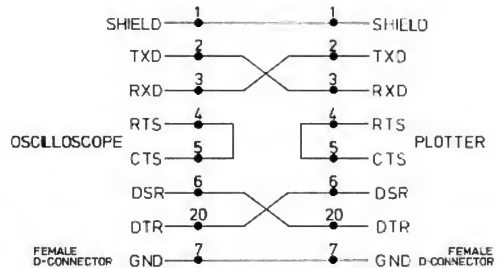 SHIELD 1 1 SHIELD
TXD 2 2 TXD
RXD 3 3 RXD
RTS 4 4 RTS
OSCILLOSCOPE PLOTTER
CTS 5 5 CTS
DSR 6 6 DSR
DTR 20 20 DTR
FEMALE D-CONNECTOR GND 7 7 GND FEMALE D-CONNECTOR